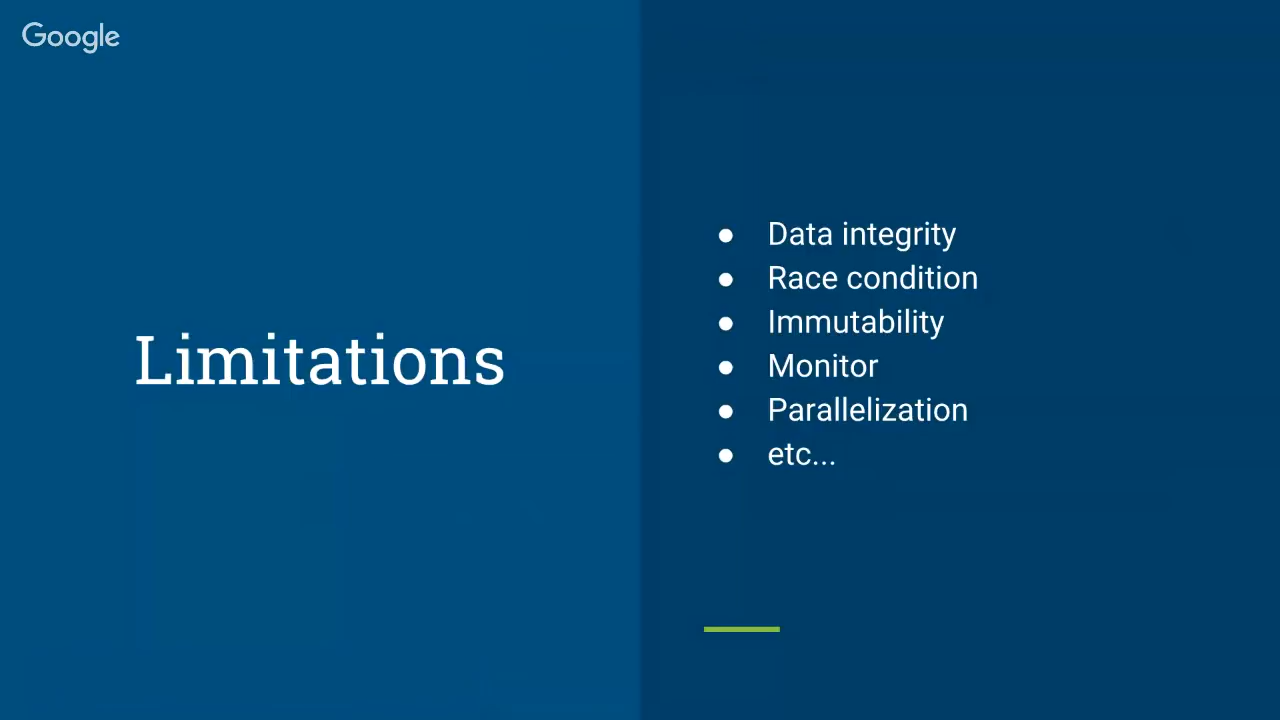 Google
Limitations
● Data integrity
● Race condition
● Immutability
● Monitor
● Parallelization
● etc...